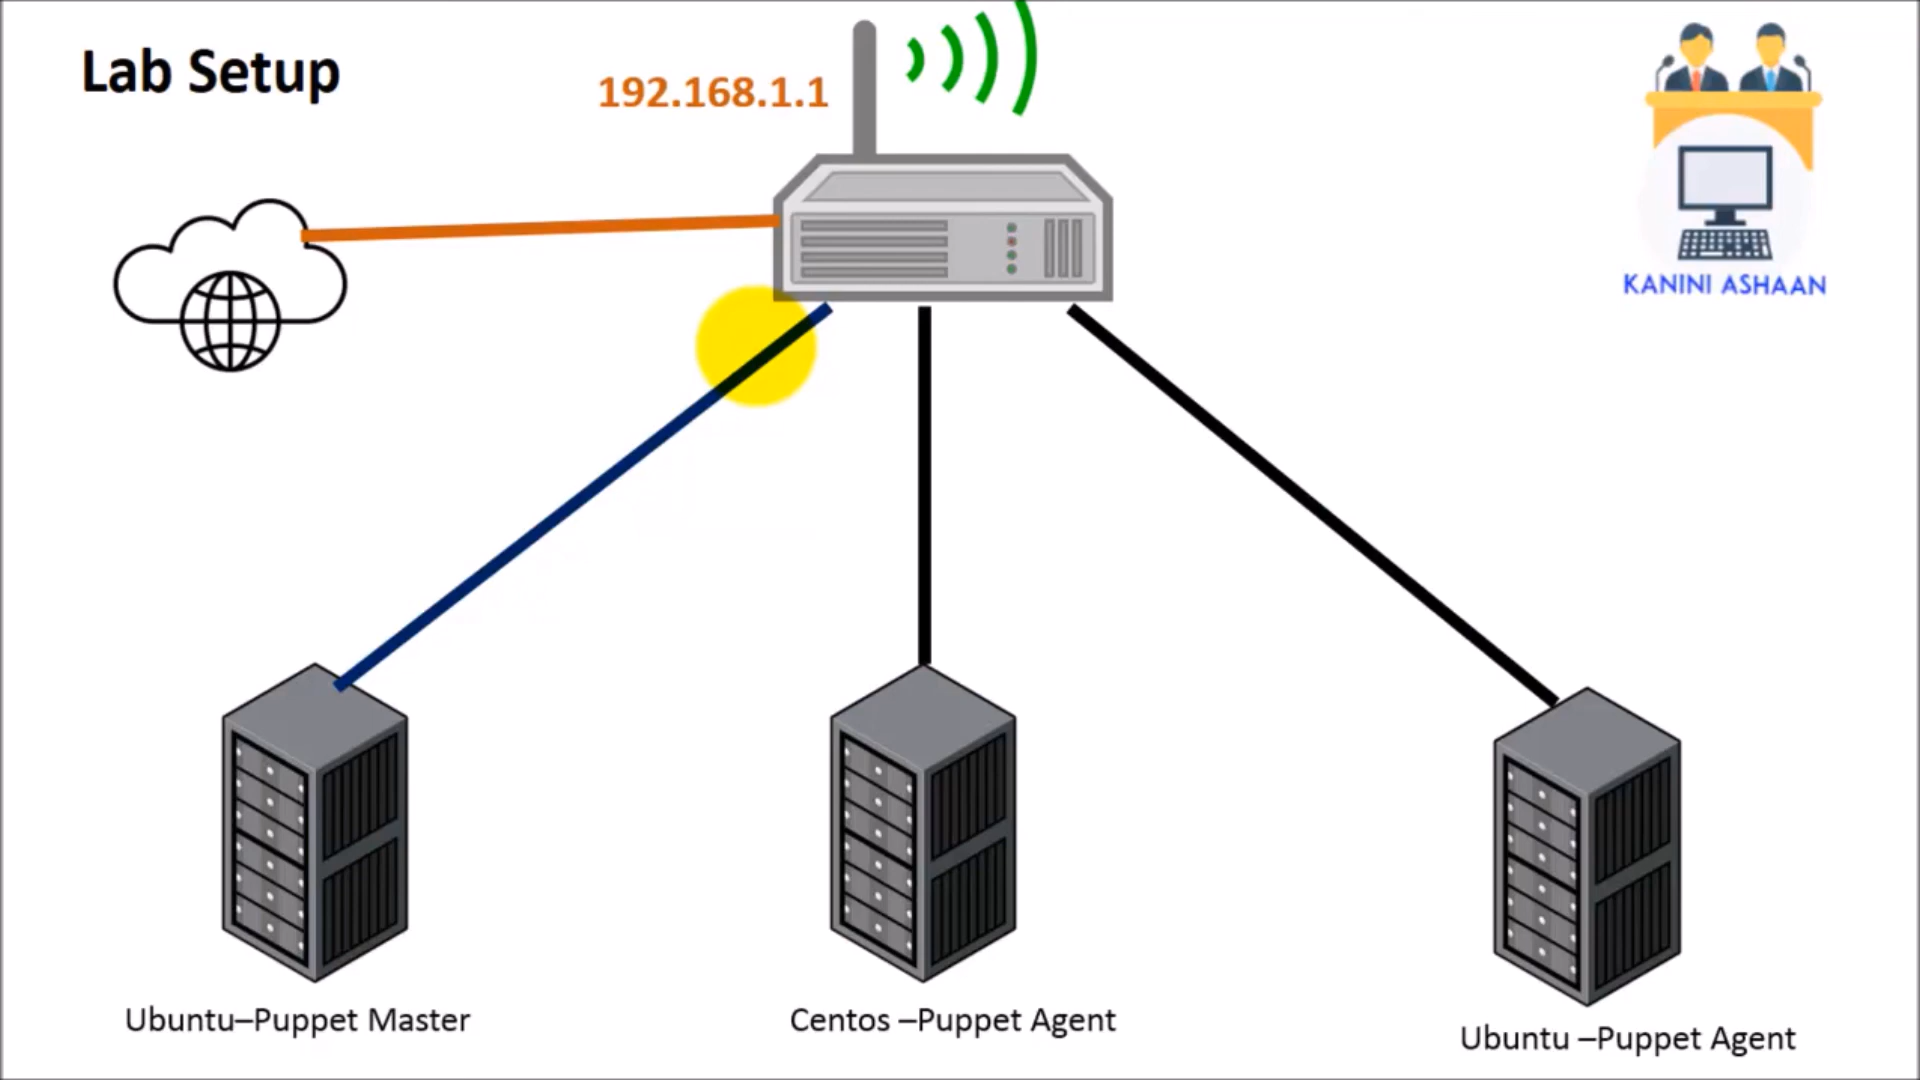 Lab Setup
192.168.1.1
KANINI ASHAAN
Ubuntu–Puppet Master
Centos –Puppet Agent
Ubuntu –Puppet Agent